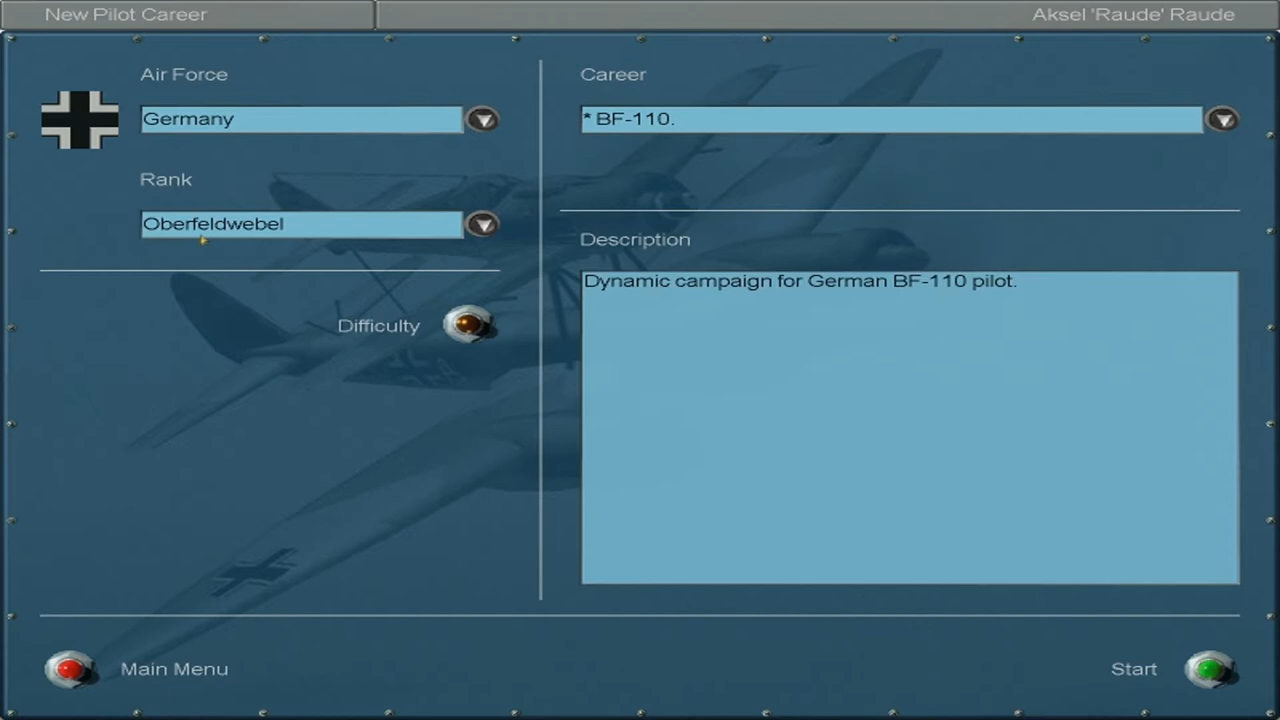 New Pilot Career
Aksel 'Raude' Raude
Air Force
Germany
Rank
Oberfeldwebel
Difficulty
Career
* BF-110.
Description
Dynamic campaign for German BF-110 pilot.
Main Menu
Start